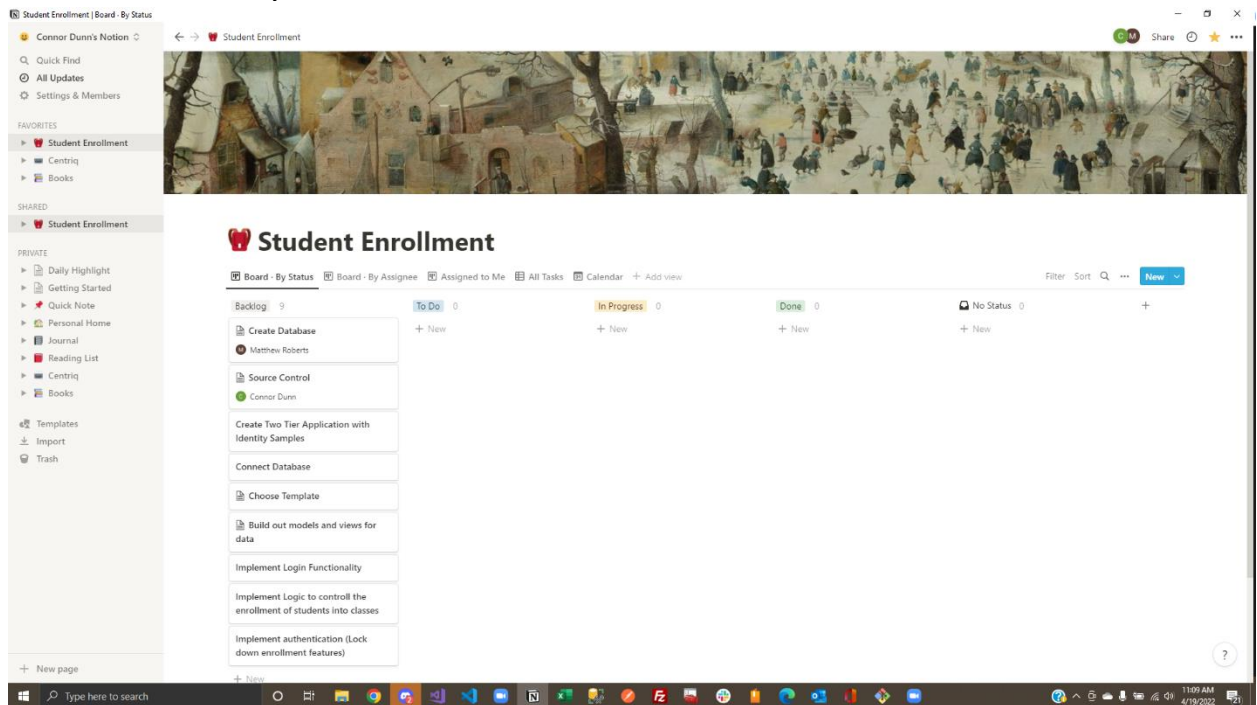 Student Enrollment | Board - By Status
Connor Dunn's Notion
Student Enrollment
Share
Quick Find
All Updates
Settings & Members
FAVORITES
Student Enrollment
Centriq
Books
SHARED
Student Enrollment
PRIVATE
Daily Highlight
Getting Started
Quick Note
Personal Home
Journal
Reading List
Centriq
Books
Templates
Import
Trash
New page
Student Enrollment
Board - By Status Board - By Assignee Assigned to Me All Tasks Calendar + Add view
Filter Sort New
Backlog 9
To Do 0
In Progress 0
Done 0
No Status 0
+ New
+ New
+ New
+ New
Create Database
Matthew Roberts
Source Control
Connor Dunn
Create Two Tier Application with
Identity Samples
Connect Database
Choose Template
Build out models and views for
data
Implement Login Functionality
Implement Logic to controll the
enrollment of students into classes
Implement authentication (Lock
down enrollment features)
+ New
?
Type here to search
11:09 AM
4/19/2022